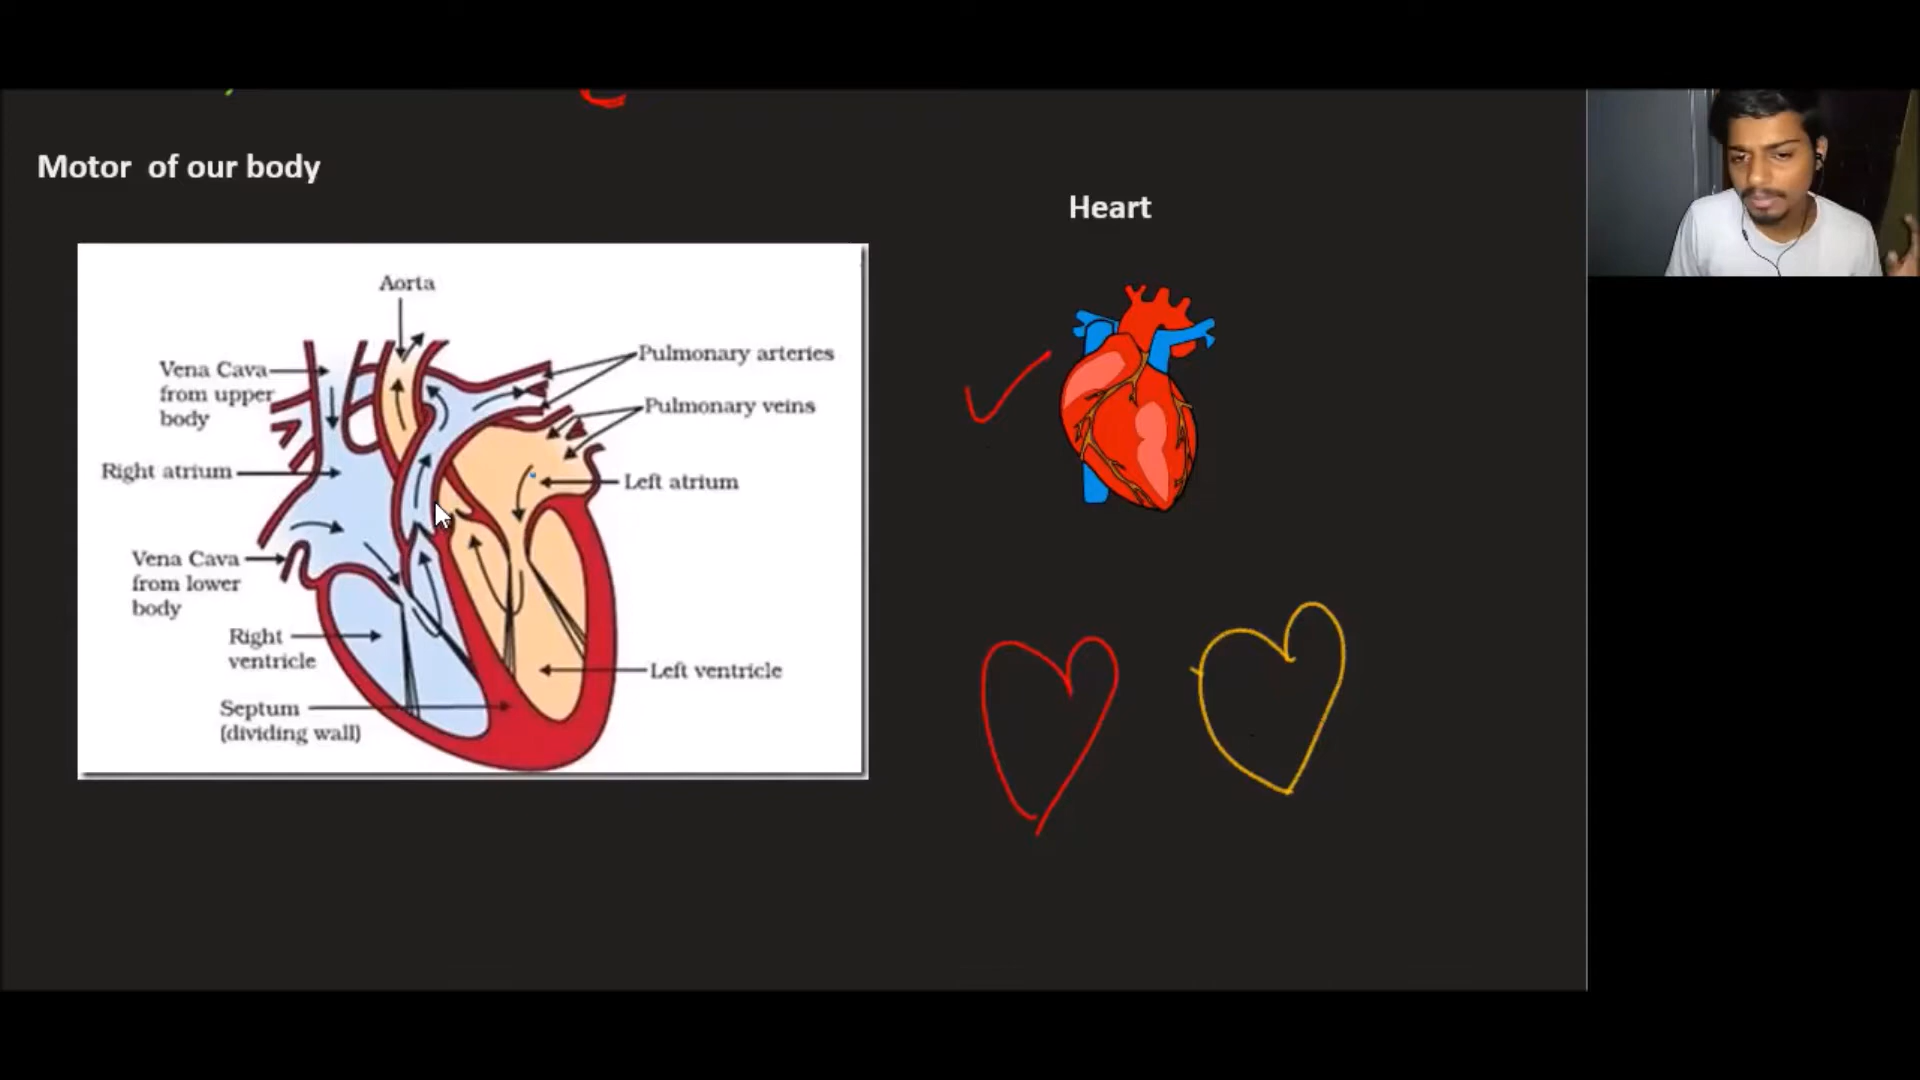 Motor of our body
Heart
Aorta
Pulmonary arteries
Vena Cava
from upper
body
Pulmonary veins
Right atrium
Left atrium
Vena Cava
from lower
body
Right
ventricle
Left ventricle
Septum
(dividing wall)